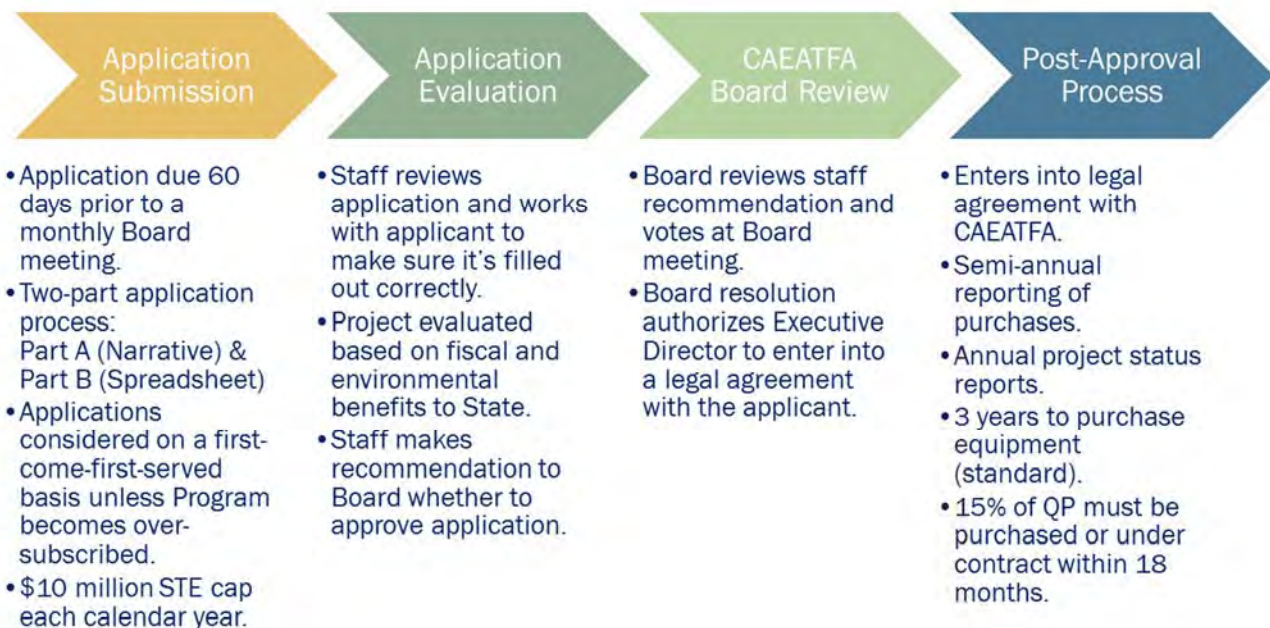 Application
Submission
• Application due 60
days prior to a
monthly Board
meeting.
• Two-part application
process:
Part A (Narrative) &
Part B (Spreadsheet)
• Applications
considered on a first-
come-first-served
basis unless Program
becomes over-
subscribed.
• $10 million STE cap
each calendar year.
Application
Evaluation
• Staff reviews
application and works
with applicant to
make sure it's filled
out correctly.
• Project evaluated
based on fiscal and
environmental
benefits to State.
• Staff makes
recommendation to
Board whether to
approve application.
CAEATFA
Board Review
• Board reviews staff
recommendation and
votes at Board
meeting.
• Board resolution
authorizes Executive
Director to enter into
a legal agreement
with the applicant.
Post-Approval
Process
• Enters into legal
agreement with
CAEATFA.
• Semi-annual
reporting of
purchases.
• Annual project status
reports.
• 3 years to purchase
equipment
(standard).
• 15% of QP must be
purchased or under
contract within 18
months.